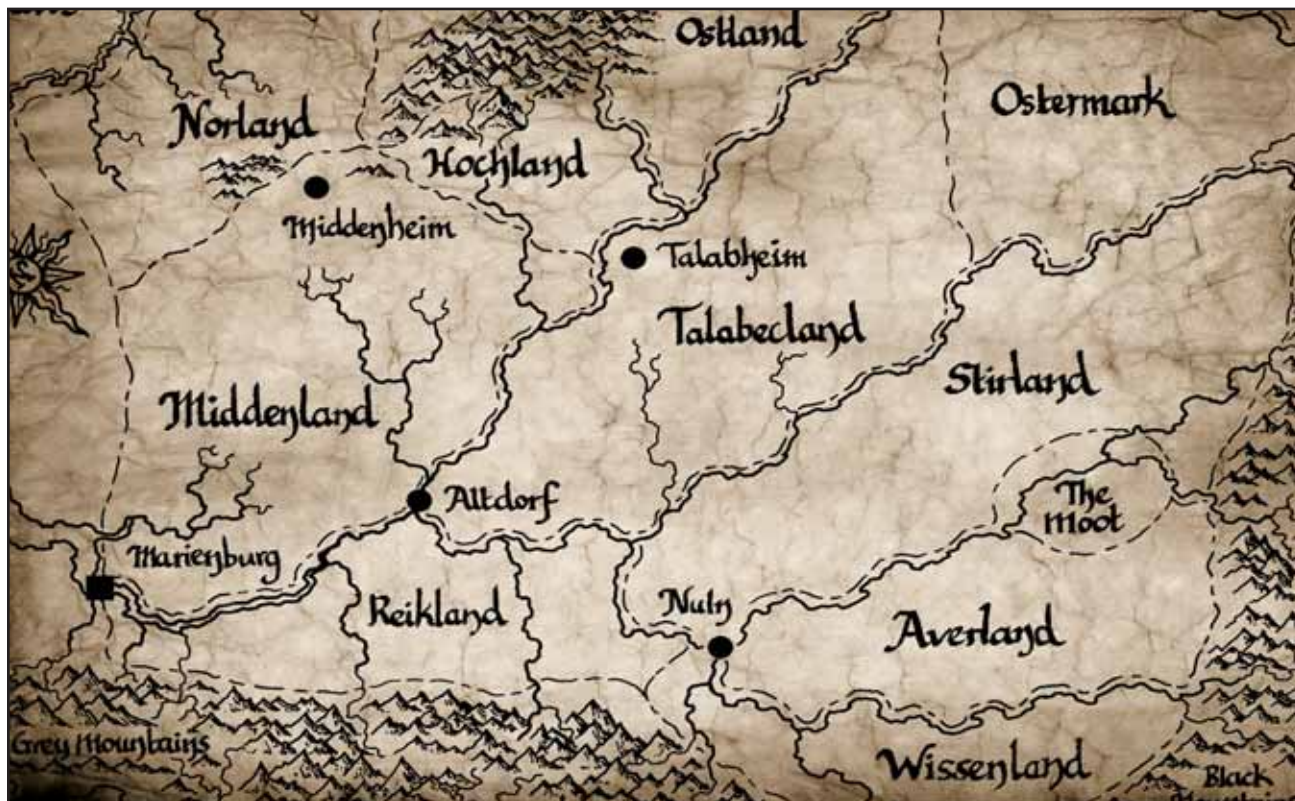 Ostland
Ostermark
Norland
Hochland
Middenheim
Talabheim
Talabecland
Stirland
Middenland
Altdorf
The
Moot
Marienburg
Reikland
Nuln
Averland
Grey Mountains
Wissenland
Black